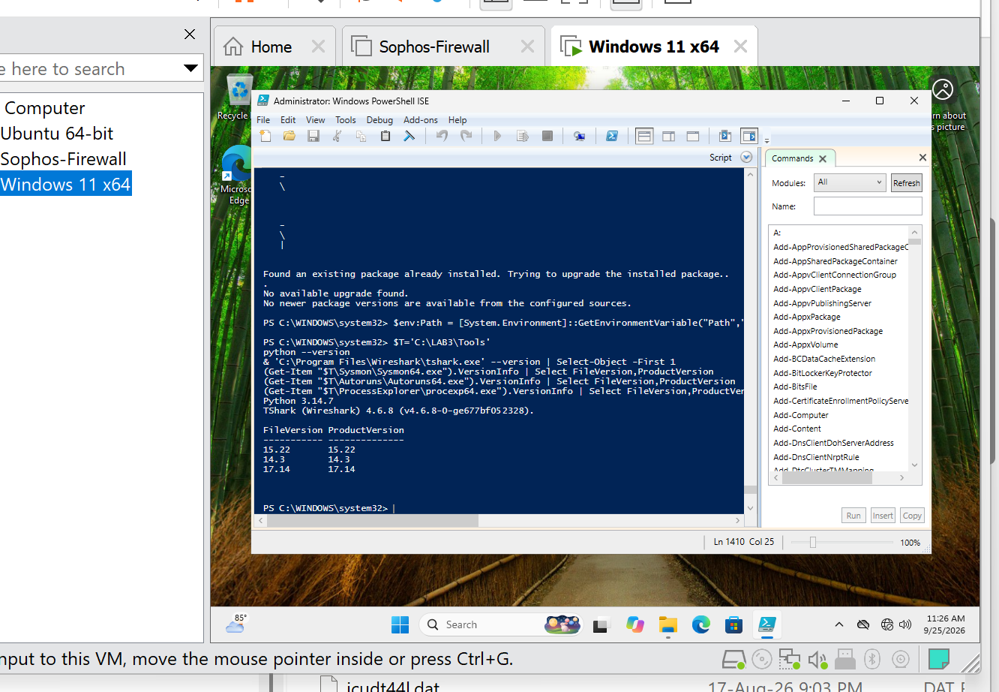 Home
Sophos-Firewall
Windows 11 x64
e here to search
Computer
Ubuntu 64-bit
Sophos-Firewall
Windows 11 x64
Recycle
Microso
Edge
rn about
s picture
Administrator: Windows PowerShell ISE
File Edit View Tools Debug Add-ons Help
Script
-
\
-
\
|
Found an existing package already installed. Trying to upgrade the installed package..
.
No available upgrade found.
No newer package versions are available from the configured sources.
PS C:\WINDOWS\system32> $env:Path = [System.Environment]::GetEnvironmentVariable("Path",'
PS C:\WINDOWS\system32> $T='C:\LAB3\Tools'
python --version
& 'C:\Program Files\Wireshark\tshark.exe' --version | Select-Object -First 1
(Get-Item "$T\Sysmon\Sysmon64.exe").VersionInfo | Select FileVersion,ProductVersion
(Get-Item "$T\Autoruns\Autoruns64.exe").VersionInfo | Select FileVersion,ProductVersion
(Get-Item "$T\ProcessExplorer\procexp64.exe").VersionInfo | Select FileVersion,ProductVer
Python 3.14.7
TShark (Wireshark) 4.6.8 (v4.6.8-0-ge677bf052328).
FileVersion ProductVersion
----------- --------------
15.22 15.22
14.3 14.3
17.14 17.14
PS C:\WINDOWS\system32>
Commands
Modules: All Refresh
Name:
A:
Add-AppProvisionedSharedPackageC
Add-AppSharedPackageContainer
Add-AppvClientConnectionGroup
Add-AppvClientPackage
Add-AppvPublishingServer
Add-AppxPackage
Add-AppxProvisionedPackage
Add-AppxVolume
Add-BCDataCacheExtension
Add-BitLockerKeyProtector
Add-BitsFile
Add-CertificateEnrollmentPolicyServe
Add-Computer
Add-Content
Add-DnsClientDohServerAddress
Add-DnsClientNrptRule
Add-DtcClusterTMMapping
Run Insert Copy
Ln 1410 Col 25
100%
85°
Search
11:26 AM
9/25/2026
nput to this VM, move the mouse pointer inside or press Ctrl+G.
icudt44l.dat
17-Aug-26 9:03 PM
DAT F